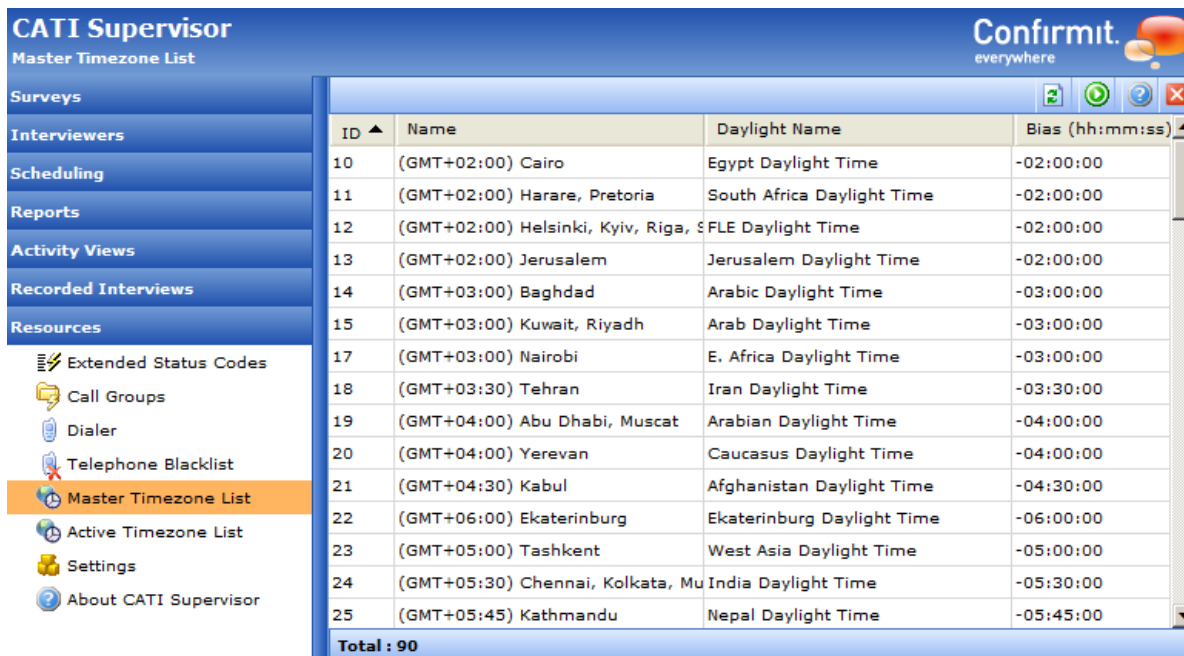 CATI Supervisor
Master Timezone List
Confirmit.
everywhere
Surveys
Interviewers
Scheduling
Reports
Activity Views
Recorded Interviews
Resources
Extended Status Codes
Call Groups
Dialer
Telephone Blacklist
Master Timezone List
Active Timezone List
Settings
About CATI Supervisor
ID Name Daylight Name Bias (hh:mm:ss)
10 (GMT+02:00) Cairo Egypt Daylight Time -02:00:00
11 (GMT+02:00) Harare, Pretoria South Africa Daylight Time -02:00:00
12 (GMT+02:00) Helsinki, Kyiv, Riga, FLE Daylight Time -02:00:00
13 (GMT+02:00) Jerusalem Jerusalem Daylight Time -02:00:00
14 (GMT+03:00) Baghdad Arabic Daylight Time -03:00:00
15 (GMT+03:00) Kuwait, Riyadh Arab Daylight Time -03:00:00
17 (GMT+03:00) Nairobi E. Africa Daylight Time -03:00:00
18 (GMT+03:30) Tehran Iran Daylight Time -03:30:00
19 (GMT+04:00) Abu Dhabi, Muscat Arabian Daylight Time -04:00:00
20 (GMT+04:00) Yerevan Caucasus Daylight Time -04:00:00
21 (GMT+04:30) Kabul Afghanistan Daylight Time -04:30:00
22 (GMT+06:00) Ekaterinburg Ekaterinburg Daylight Time -06:00:00
23 (GMT+05:00) Tashkent West Asia Daylight Time -05:00:00
24 (GMT+05:30) Chennai, Kolkata, Mu India Daylight Time -05:30:00
25 (GMT+05:45) Kathmandu Nepal Daylight Time -05:45:00
Total : 90